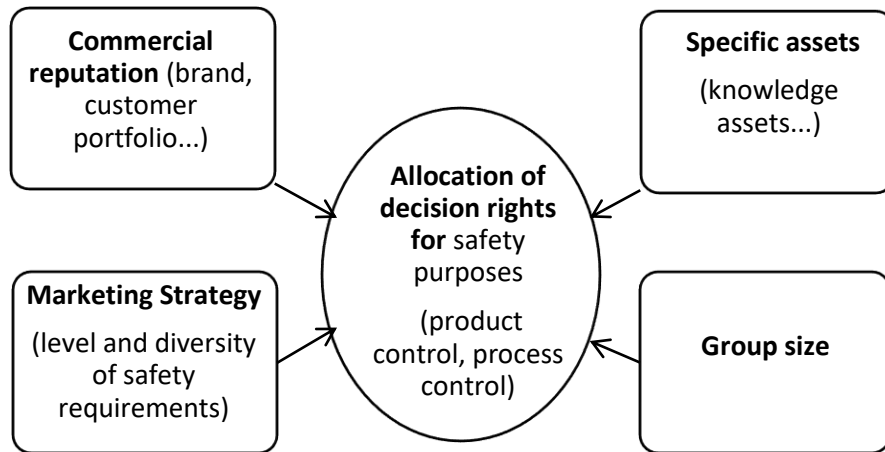 Commercial
reputation (brand,
customer
portfolio...)
Specific assets
(knowledge
assets...)
Allocation of
decision rights
for safety
purposes
(product
control, process
control)
Marketing Strategy
(level and diversity
of safety
requirements)
Group size